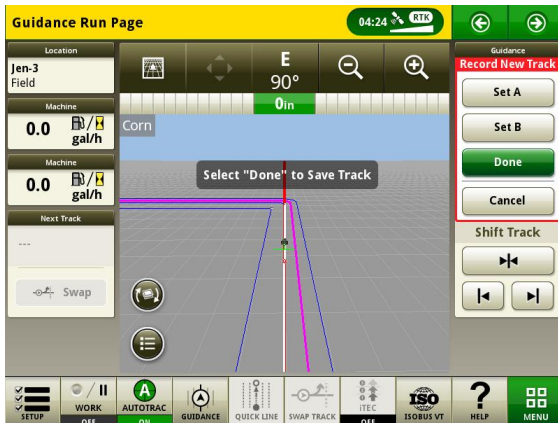 Guidance Run Page
04:24 RTK
Location
Jen-3
Field
Machine
0.0 gal/h
Machine
0.0 gal/h
Next Track
---
Swap
E
90°
0in
Corn
Select "Done" to Save Track
Guidance
Record New Track
Set A
Set B
Done
Cancel
Shift Track
SETUP
WORK
OFF
A
AUTOTRAC
ON
GUIDANCE
QUICK LINE
SWAP TRACK
iTEC
OFF
ISO
ISOBUS VT
?
HELP
MENU